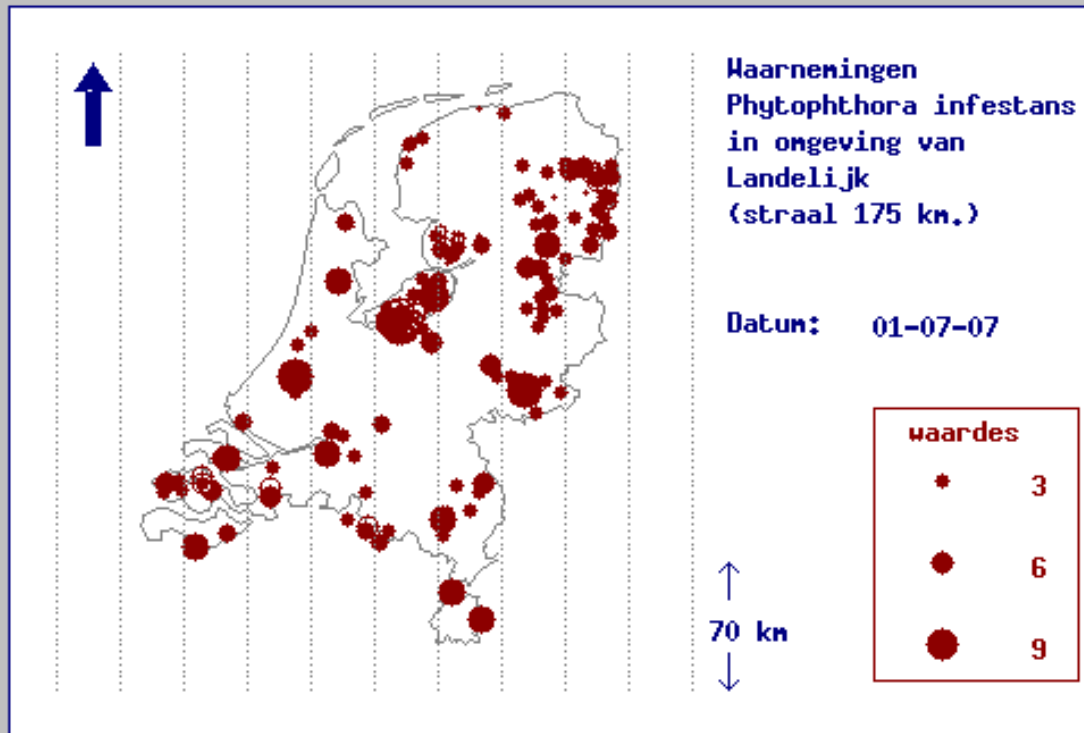 Waarnemingen
Phytophthora infestans
in omgeving van
Landelijk
(straal 175 km.)
Datum: 01-07-07
waardes
3
6
9
70 km